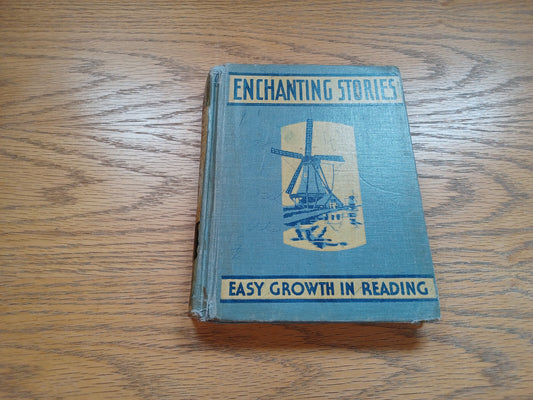 ENCHANTING STORIES
EASY GROWTH IN READING